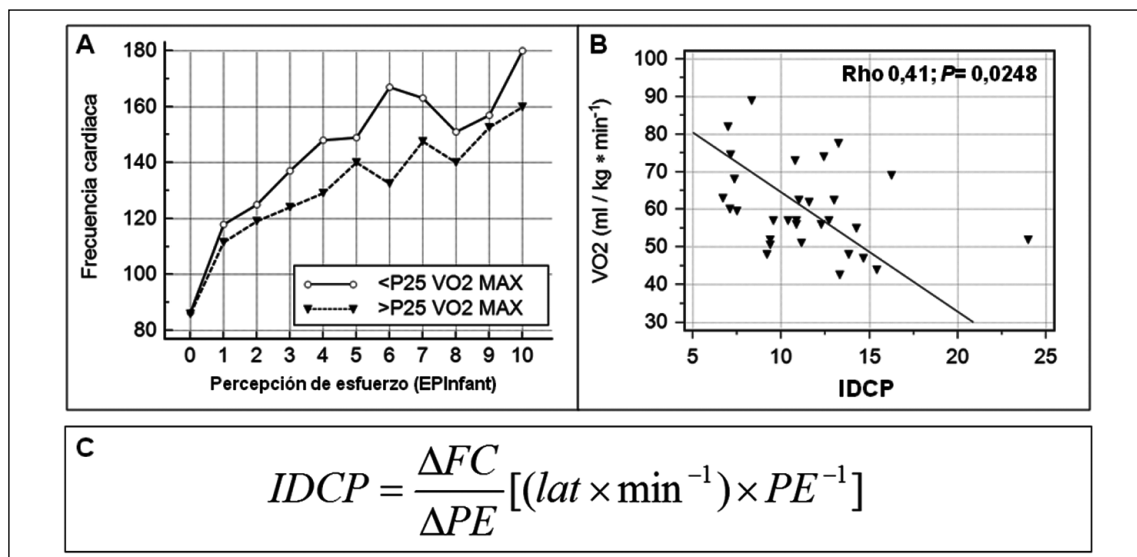 A
Frecuencia cardiaca
180
160
140
120
100
80
<P25 VO2 MAX
>P25 VO2 MAX
0 1 2 3 4 5 6 7 8 9 10
Percepción de esfuerzo (EPInfant)
B
Rho 0,41; P= 0,0248
VO2 (ml / kg * min-1)
100
90
80
70
60
50
40
30
5 10 15 20 25
IDCP
C
IDCP = ΔFC/ΔPE [(lat × min⁻¹) × PE⁻¹]